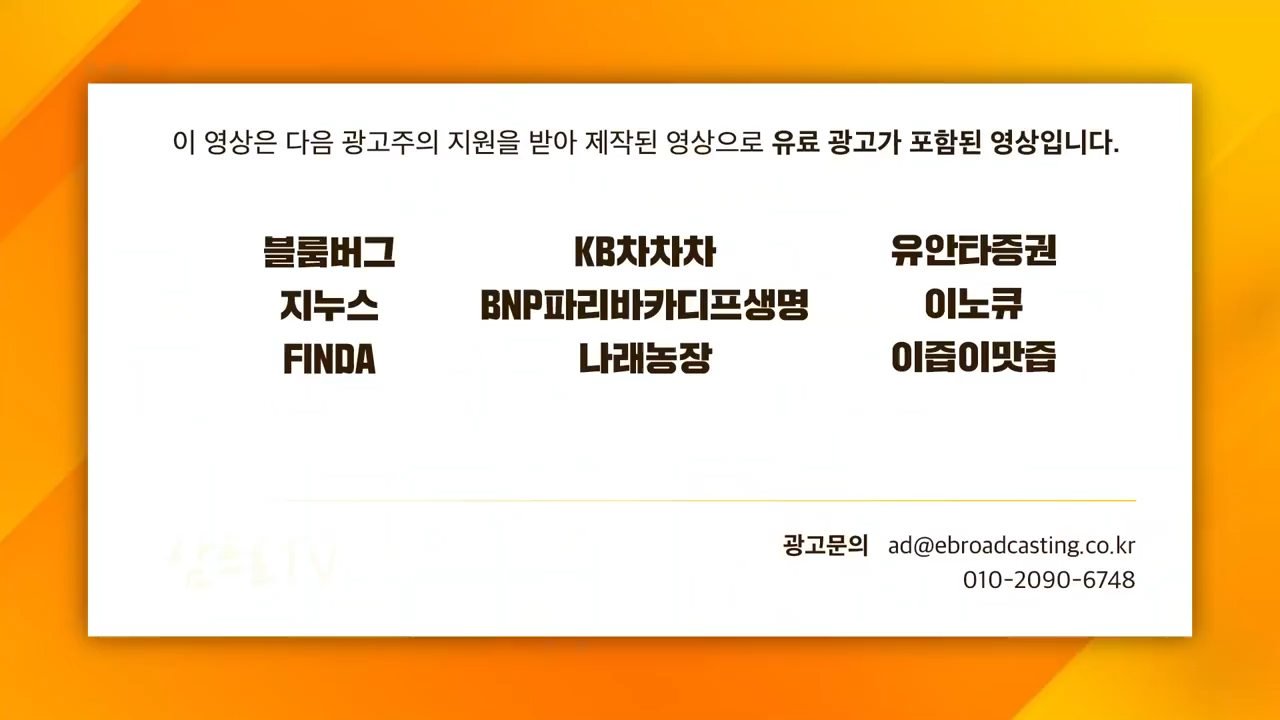 이 영상은 다음 광고주의 지원을 받아 제작된 영상으로 유료 광고가 포함된 영상입니다.
블룸버그 KB차차차 유안타증권
지누스 BNP파리바카디프생명 이노큐
FINDA 나래농장 이즙이맛즙
광고문의 ad@ebroadcasting.co.kr
010-2090-6748